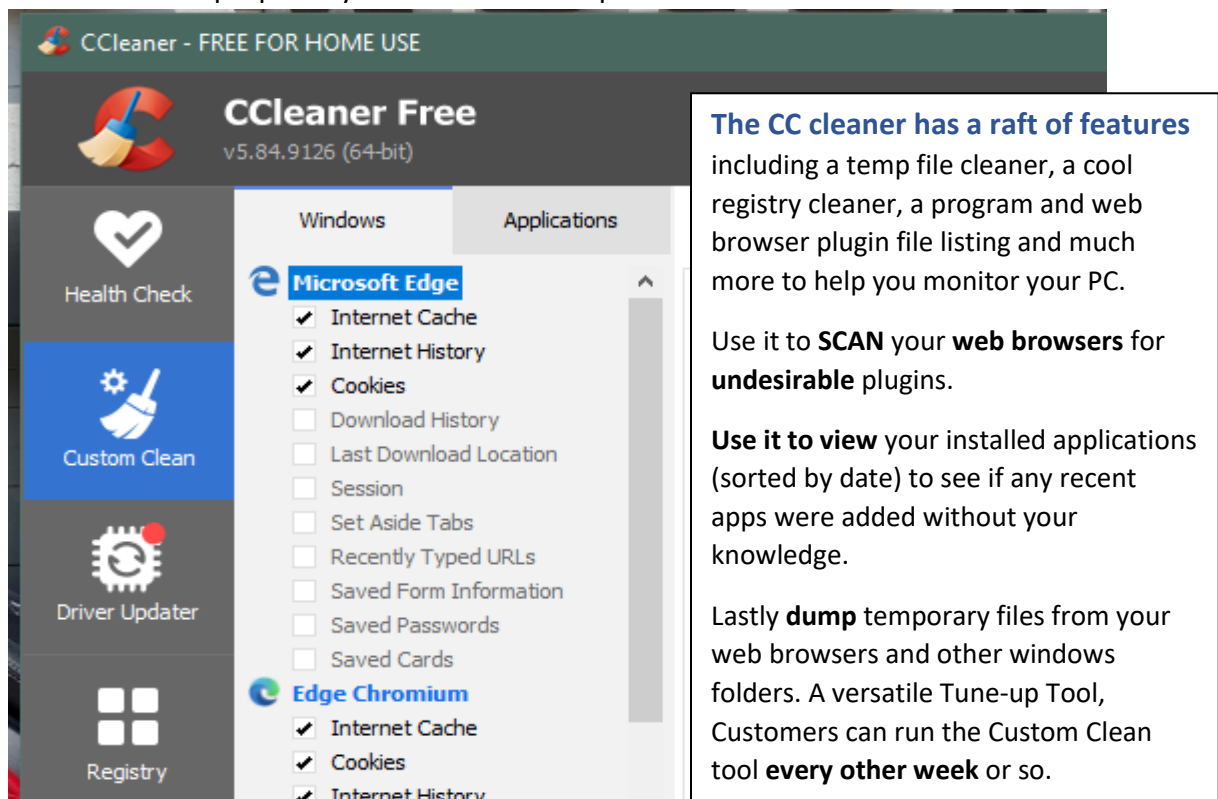 CCleaner - FREE FOR HOME USE
CCleaner Free
v5.84.9126 (64-bit)
Health Check
Custom Clean
Driver Updater
Registry
Windows
Applications
Microsoft Edge
Internet Cache
Internet History
Cookies
Download History
Last Download Location
Session
Set Aside Tabs
Recently Typed URLs
Saved Form Information
Saved Passwords
Saved Cards
Edge Chromium
Internet Cache
Cookies
Internet History
The CC cleaner has a raft of features
including a temp file cleaner, a cool
registry cleaner, a program and web
browser plugin file listing and much
more to help you monitor your PC.
Use it to SCAN your web browsers for
undesirable plugins.
Use it to view your installed applications
(sorted by date) to see if any recent
apps were added without your
knowledge.
Lastly dump temporary files from your
web browsers and other windows
folders. A versatile Tune-up Tool,
Customers can run the Custom Clean
tool every other week or so.